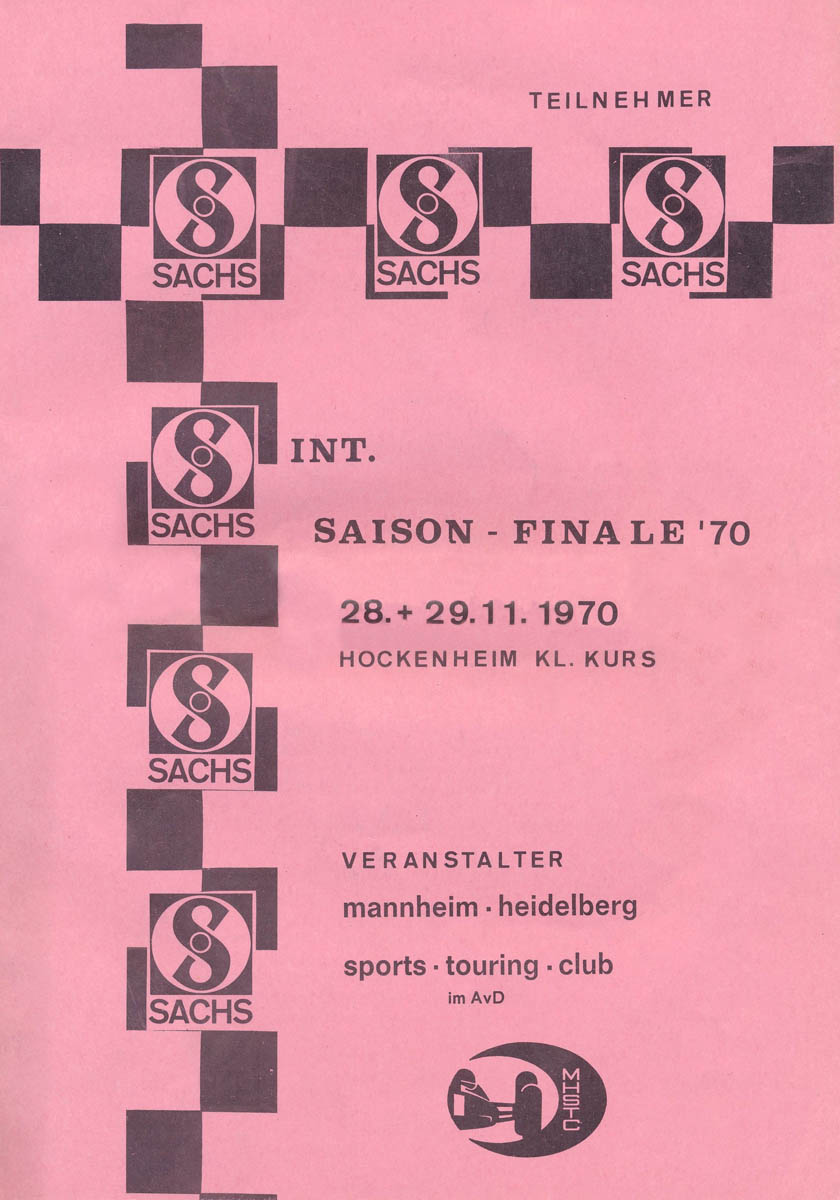 TEILNEHMER
SACHS SACHS SACHS
INT.
SACHS
SAISON - FINALE '70
28. + 29.11. 1970
HOCKENHEIM KL. KURS
SACHS
VERANSTALTER
mannheim · heidelberg
sports · touring · club
im AvD
SACHS
MHSTC